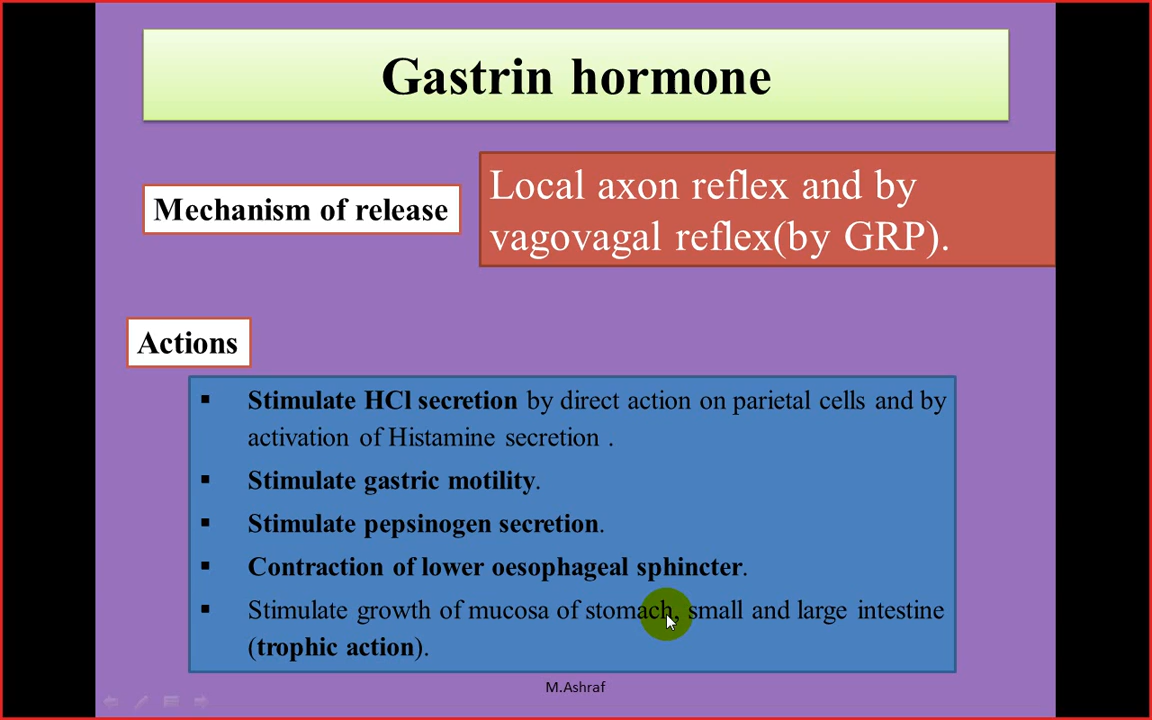 Gastrin hormone
Mechanism of release
Local axon reflex and by
vagovagal reflex(by GRP).
Actions
▪ Stimulate HCl secretion by direct action on parietal cells and by
activation of Histamine secretion .
▪ Stimulate gastric motility.
▪ Stimulate pepsinogen secretion.
▪ Contraction of lower oesophageal sphincter.
▪ Stimulate growth of mucosa of stomach, small and large intestine
(trophic action).
M.Ashraf